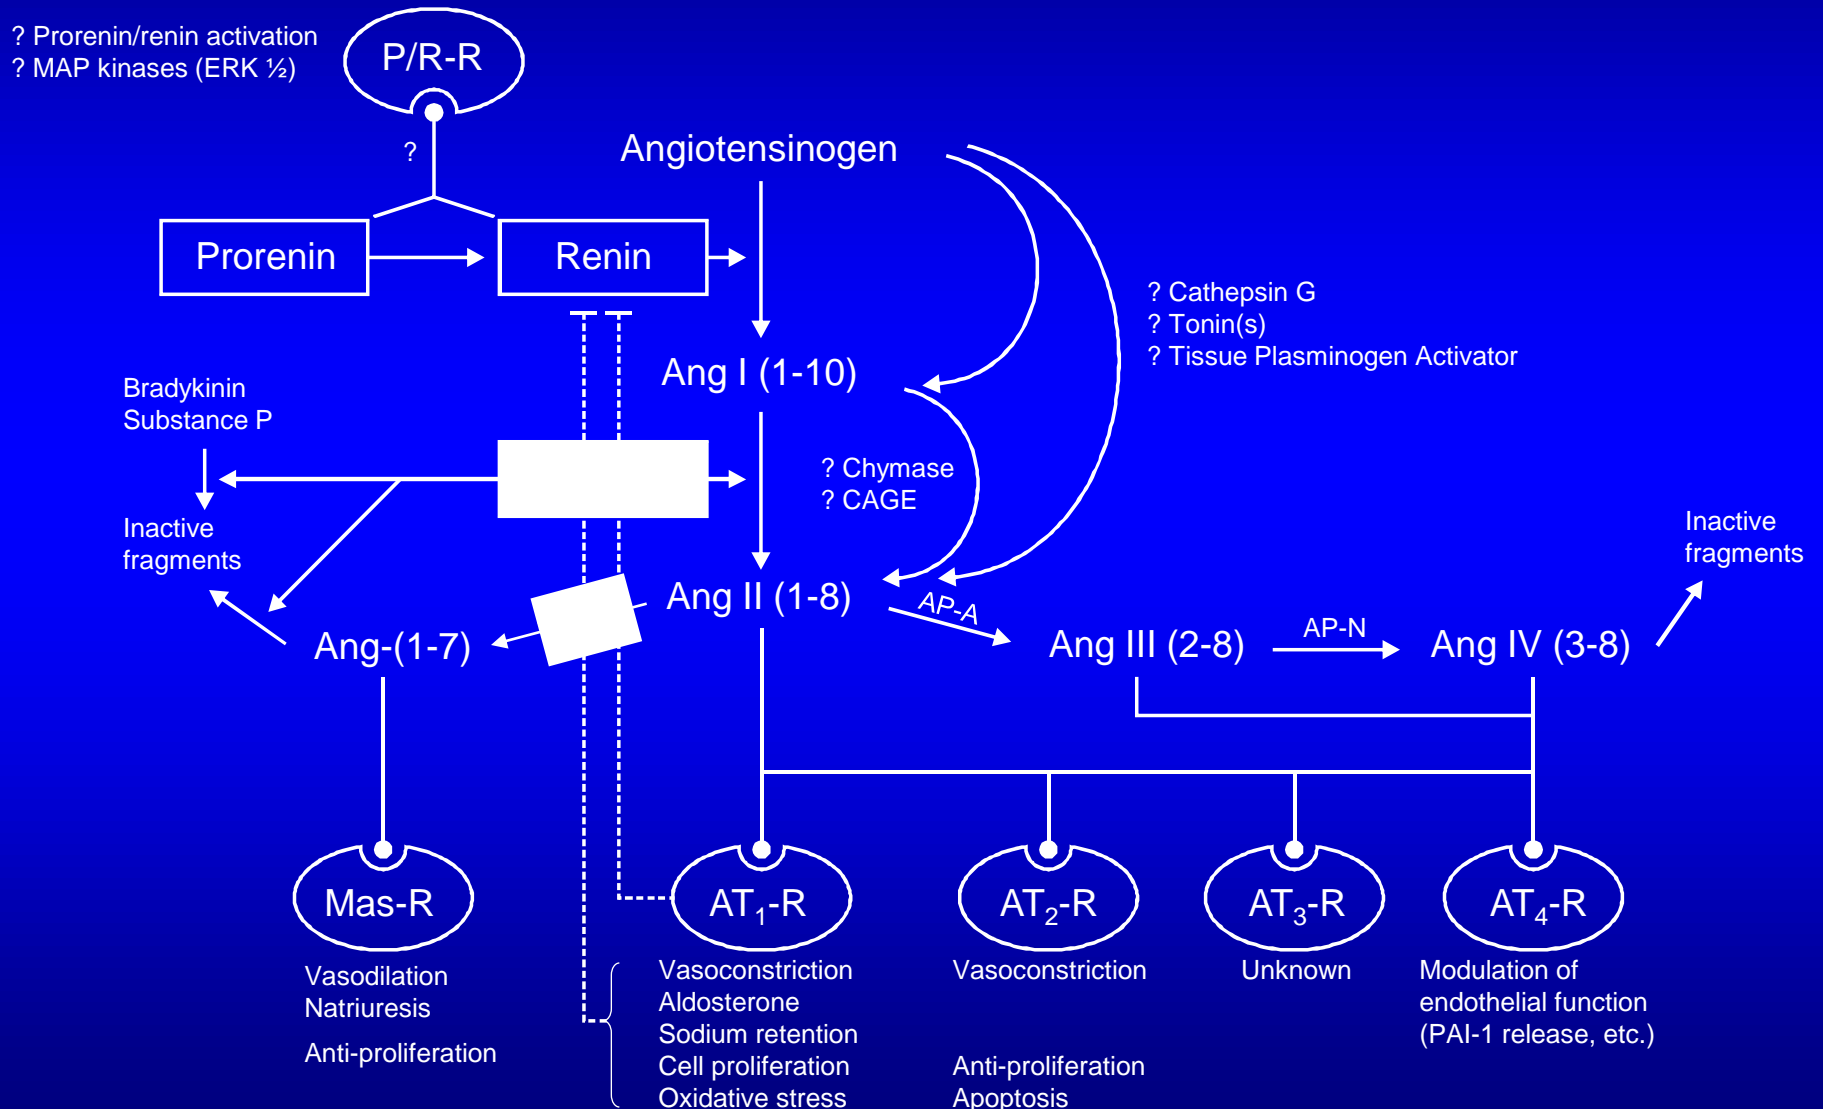 ? Prorenin/renin activation
? MAP kinases (ERK ½)
P/R-R
?
Angiotensinogen
Prorenin
Renin
? Cathepsin G
? Tonin(s)
? Tissue Plasminogen Activator
Ang I (1-10)
Bradykinin
Substance P
? Chymase
? CAGE
Inactive
fragments
Inactive
fragments
Ang II (1-8)
AP-A
Ang-(1-7)
Ang III (2-8)
AP-N
Ang IV (3-8)
Mas-R
AT1-R
AT2-R
AT3-R
AT4-R
Vasodilation
Natriuresis
Anti-proliferation
Vasoconstriction
Aldosterone
Sodium retention
Cell proliferation
Oxidative stress
Vasoconstriction
Anti-proliferation
Apoptosis
Unknown
Modulation of
endothelial function
(PAI-1 release, etc.)